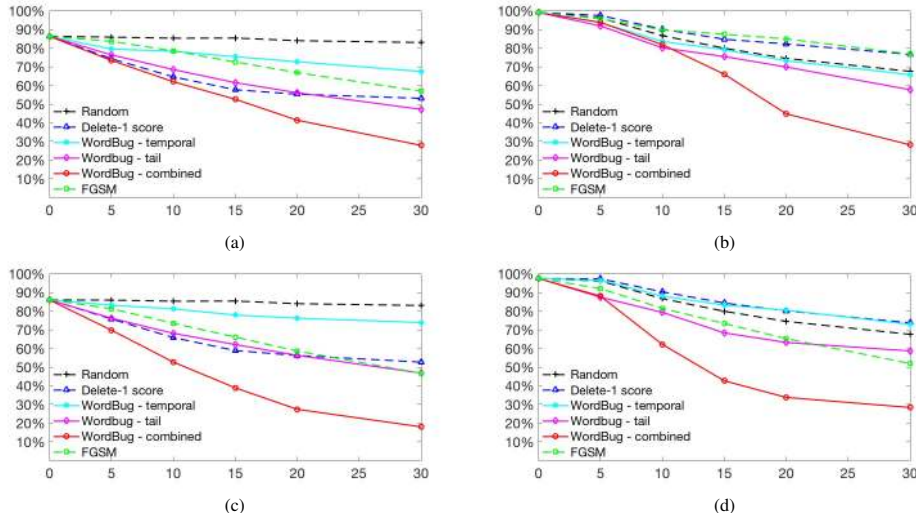 100%
90%
80%
70%
60%
50%
40%
30%
20%
10%
Random
Delete-1 score
WordBug - temporal
Wordbug - tail
WordBug - combined
FGSM
0 5 10 15 20 30
(a)
100%
90%
80%
70%
60%
50%
40%
30%
20%
10%
Random
Delete-1 score
WordBug - temporal
Wordbug - tail
WordBug - combined
FGSM
0 5 10 15 20 30
(b)
100%
90%
80%
70%
60%
50%
40%
30%
20%
10%
Random
Delete-1 score
WordBug - temporal
WordBug - tail
WordBug - combined
FGSM
0 5 10 15 20 30
(c)
100%
90%
80%
70%
60%
50%
40%
30%
20%
10%
Random
Delete-1 score
WordBug - temporal
WordBug - tail
WordBug - combined
FGSM
0 5 10 15 20 30
(d)